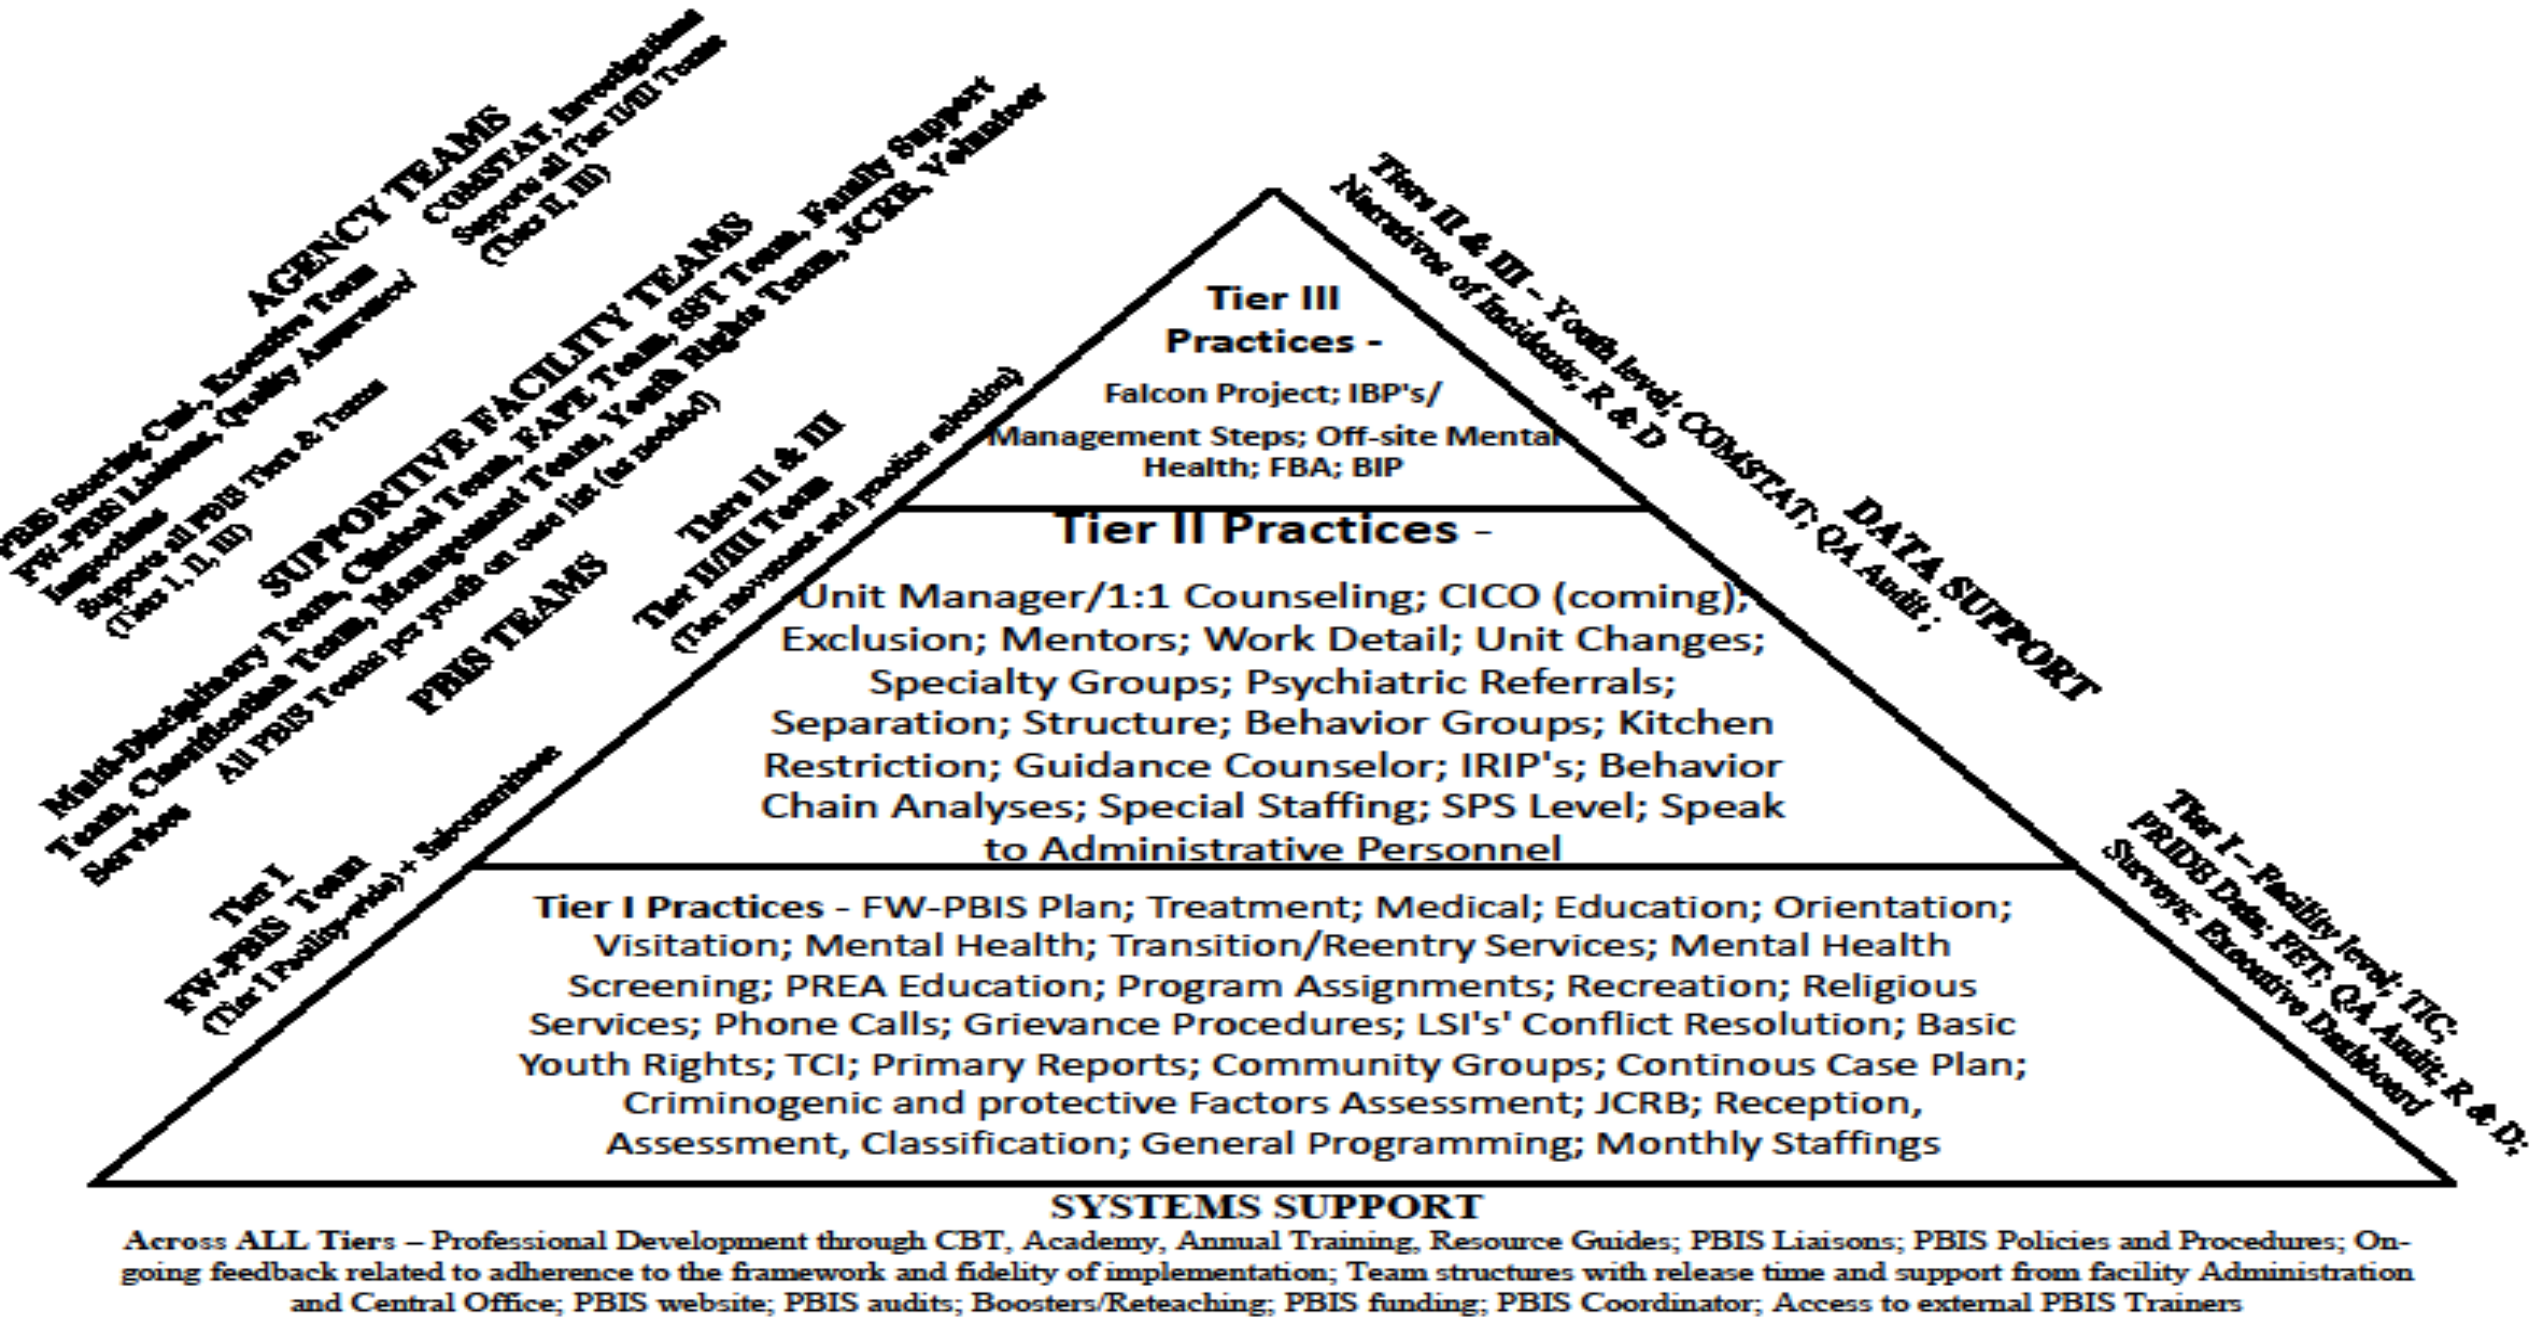 AGENCY TEAMS
COMSTAT, Investigations
Supports all Tier II/III Teams
(Tiers II, III)
PBIS Steering Cmt, Executive Team
FW-PBIS Liaisons, Quality Assurance/
Inspections
Supports all PBIS Tiers & Teams
(Tiers I, II, III)
SUPPORTIVE FACILITY TEAMS
Multi-Disciplinary Team, Clinical Team, FAPE Team, SST Team, Family Support
Team, Classification Team, Management Team, Youth Rights Team, JCRB, Volunteer
Services
All PBIS Teams per youth on case list (as needed)
PBIS TEAMS
Tiers II & III
Tier II/III Team
(Tier movement and practice selection)
Tier I
FW-PBIS Team
(Tier I Facility-wide) + Subcommittees
Tier III
Practices -
Falcon Project; IBP's/
Management Steps; Off-site Mental
Health; FBA; BIP
Tier II Practices -
Unit Manager/1:1 Counseling; CICO (coming);
Exclusion; Mentors; Work Detail; Unit Changes;
Specialty Groups; Psychiatric Referrals;
Separation; Structure; Behavior Groups; Kitchen
Restriction; Guidance Counselor; IRIP's; Behavior
Chain Analyses; Special Staffing; SPS Level; Speak
to Administrative Personnel
Tier I Practices - FW-PBIS Plan; Treatment; Medical; Education; Orientation;
Visitation; Mental Health; Transition/Reentry Services; Mental Health
Screening; PREA Education; Program Assignments; Recreation; Religious
Services; Phone Calls; Grievance Procedures; LSI's' Conflict Resolution; Basic
Youth Rights; TCI; Primary Reports; Community Groups; Continous Case Plan;
Criminogenic and protective Factors Assessment; JCRB; Reception,
Assessment, Classification; General Programming; Monthly Staffings
DATA SUPPORT
Tiers II & III – Youth level; COMSTAT; QA Audit;
Narratives of Incidents; R & D
Tier I – Facility level; TIC;
PRIDE Data; FET; QA Audit; R & D;
Surveys; Executive Dashboard
SYSTEMS SUPPORT
Across ALL Tiers – Professional Development through CBT, Academy, Annual Training, Resource Guides; PBIS Liaisons; PBIS Policies and Procedures; On-
going feedback related to adherence to the framework and fidelity of implementation; Team structures with release time and support from facility Administration
and Central Office; PBIS website; PBIS audits; Boosters/Reteaching; PBIS funding; PBIS Coordinator; Access to external PBIS Trainers